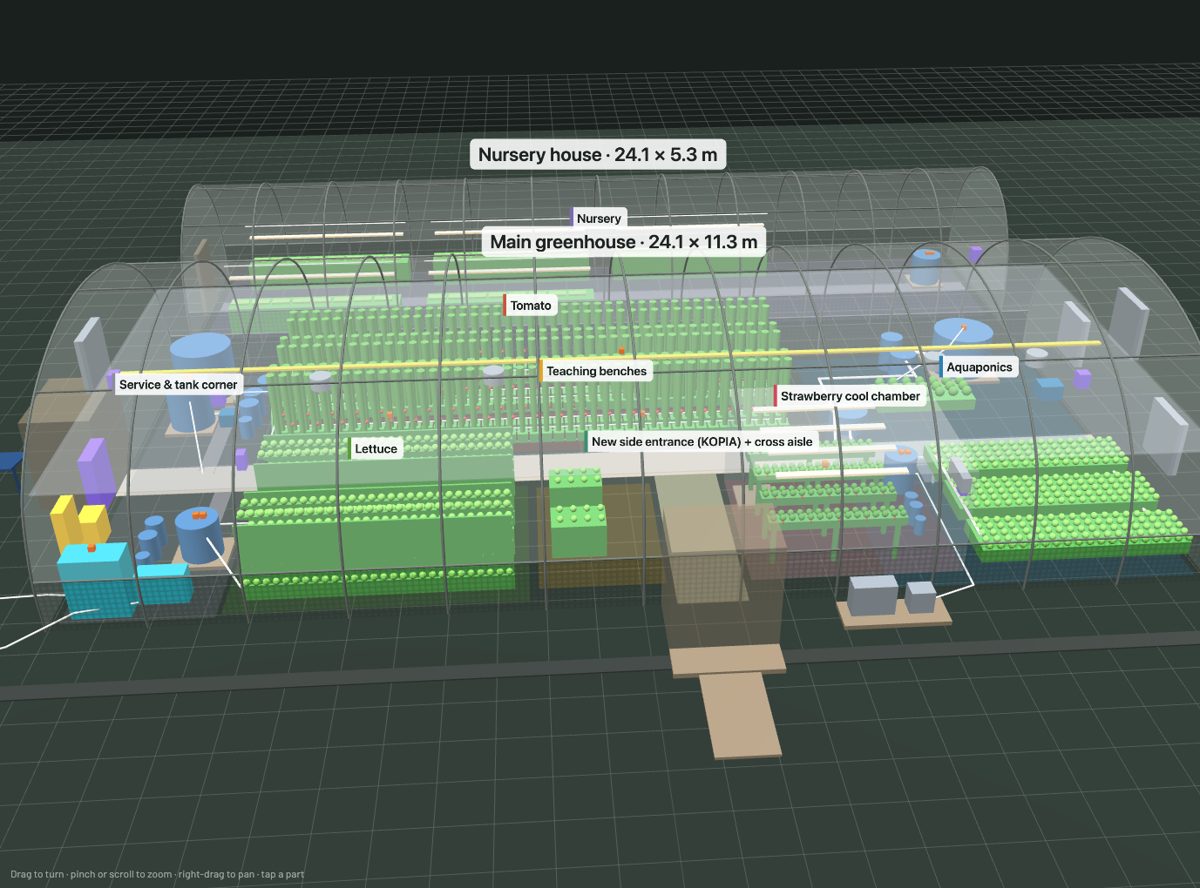 Nursery house · 24.1 × 5.3 m
Nursery
Main greenhouse · 24.1 × 11.3 m
Tomato
Teaching benches
Aquaponics
Service & tank corner
Strawberry cool chamber
New side entrance (KOPIA) + cross aisle
Lettuce
Drag to turn · pinch or scroll to zoom · right-drag to pan · tap a part